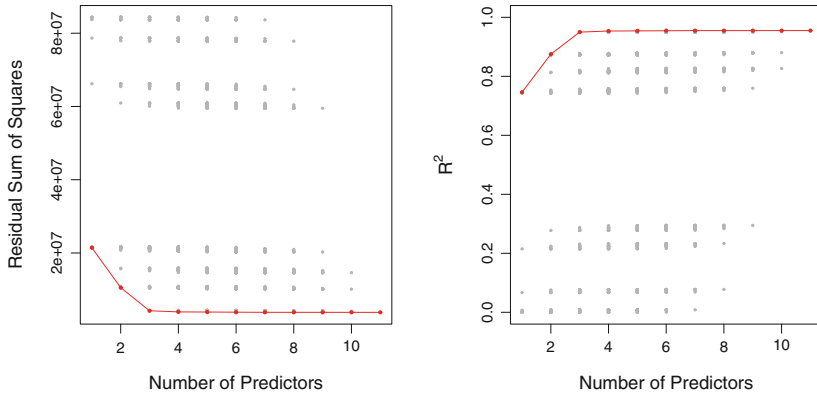 Residual Sum of Squares
8e+07
6e+07
4e+07
2e+07
2 4 6 8 10
Number of Predictors
R²
1.0
0.8
0.6
0.4
0.2
0.0
2 4 6 8 10
Number of Predictors